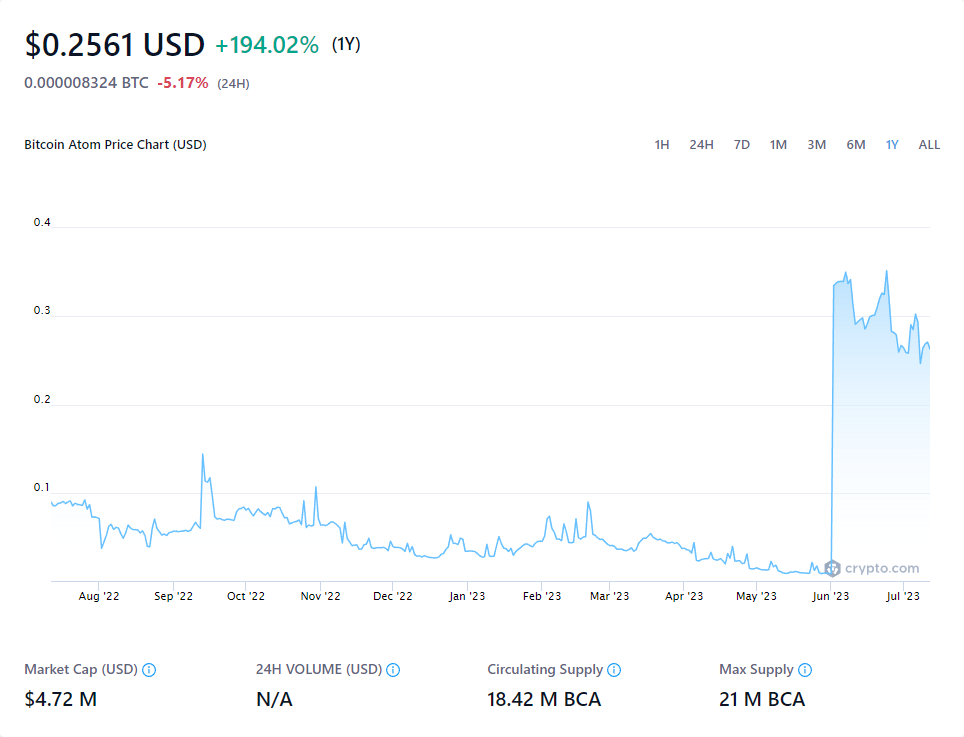 $0.2561 USD +194.02% (1Y)
0.000008324 BTC -5.17% (24H)
Bitcoin Atom Price Chart (USD) 1H 24H 7D 1M 3M 6M 1Y ALL
0.4
0.3
0.2
0.1
crypto.com
Aug '22 Sep '22 Oct '22 Nov '22 Dec '22 Jan '23 Feb '23 Mar '23 Apr '23 May '23 Jun '23 Jul '23
Market Cap (USD) 24H VOLUME (USD) Circulating Supply Max Supply
$4.72 M N/A 18.42 M BCA 21 M BCA